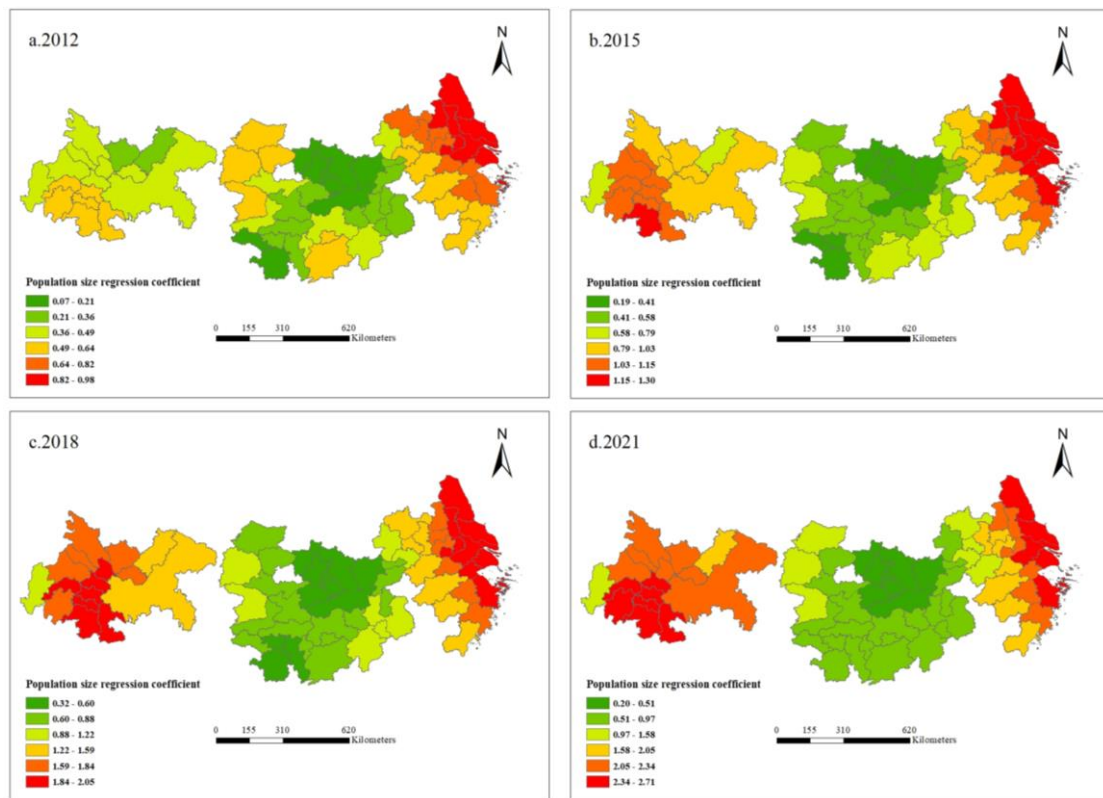 a.2012
N
Population size regression coefficient
0.07 - 0.21
0.21 - 0.36
0.36 - 0.49
0.49 - 0.64
0.64 - 0.82
0.82 - 0.98
0 155 310 620
Kilometers
b.2015
N
Population size regression coefficient
0.19 - 0.41
0.41 - 0.58
0.58 - 0.79
0.79 - 1.03
1.03 - 1.15
1.15 - 1.30
0 155 310 620
Kilometers
c.2018
N
Population size regression coefficient
0.32 - 0.60
0.60 - 0.88
0.88 - 1.22
1.22 - 1.59
1.59 - 1.84
1.84 - 2.05
0 155 310 620
Kilometers
d.2021
N
Population size regression coefficient
0.20 - 0.51
0.51 - 0.97
0.97 - 1.58
1.58 - 2.05
2.05 - 2.34
2.34 - 2.71
0 155 310 620
Kilometers